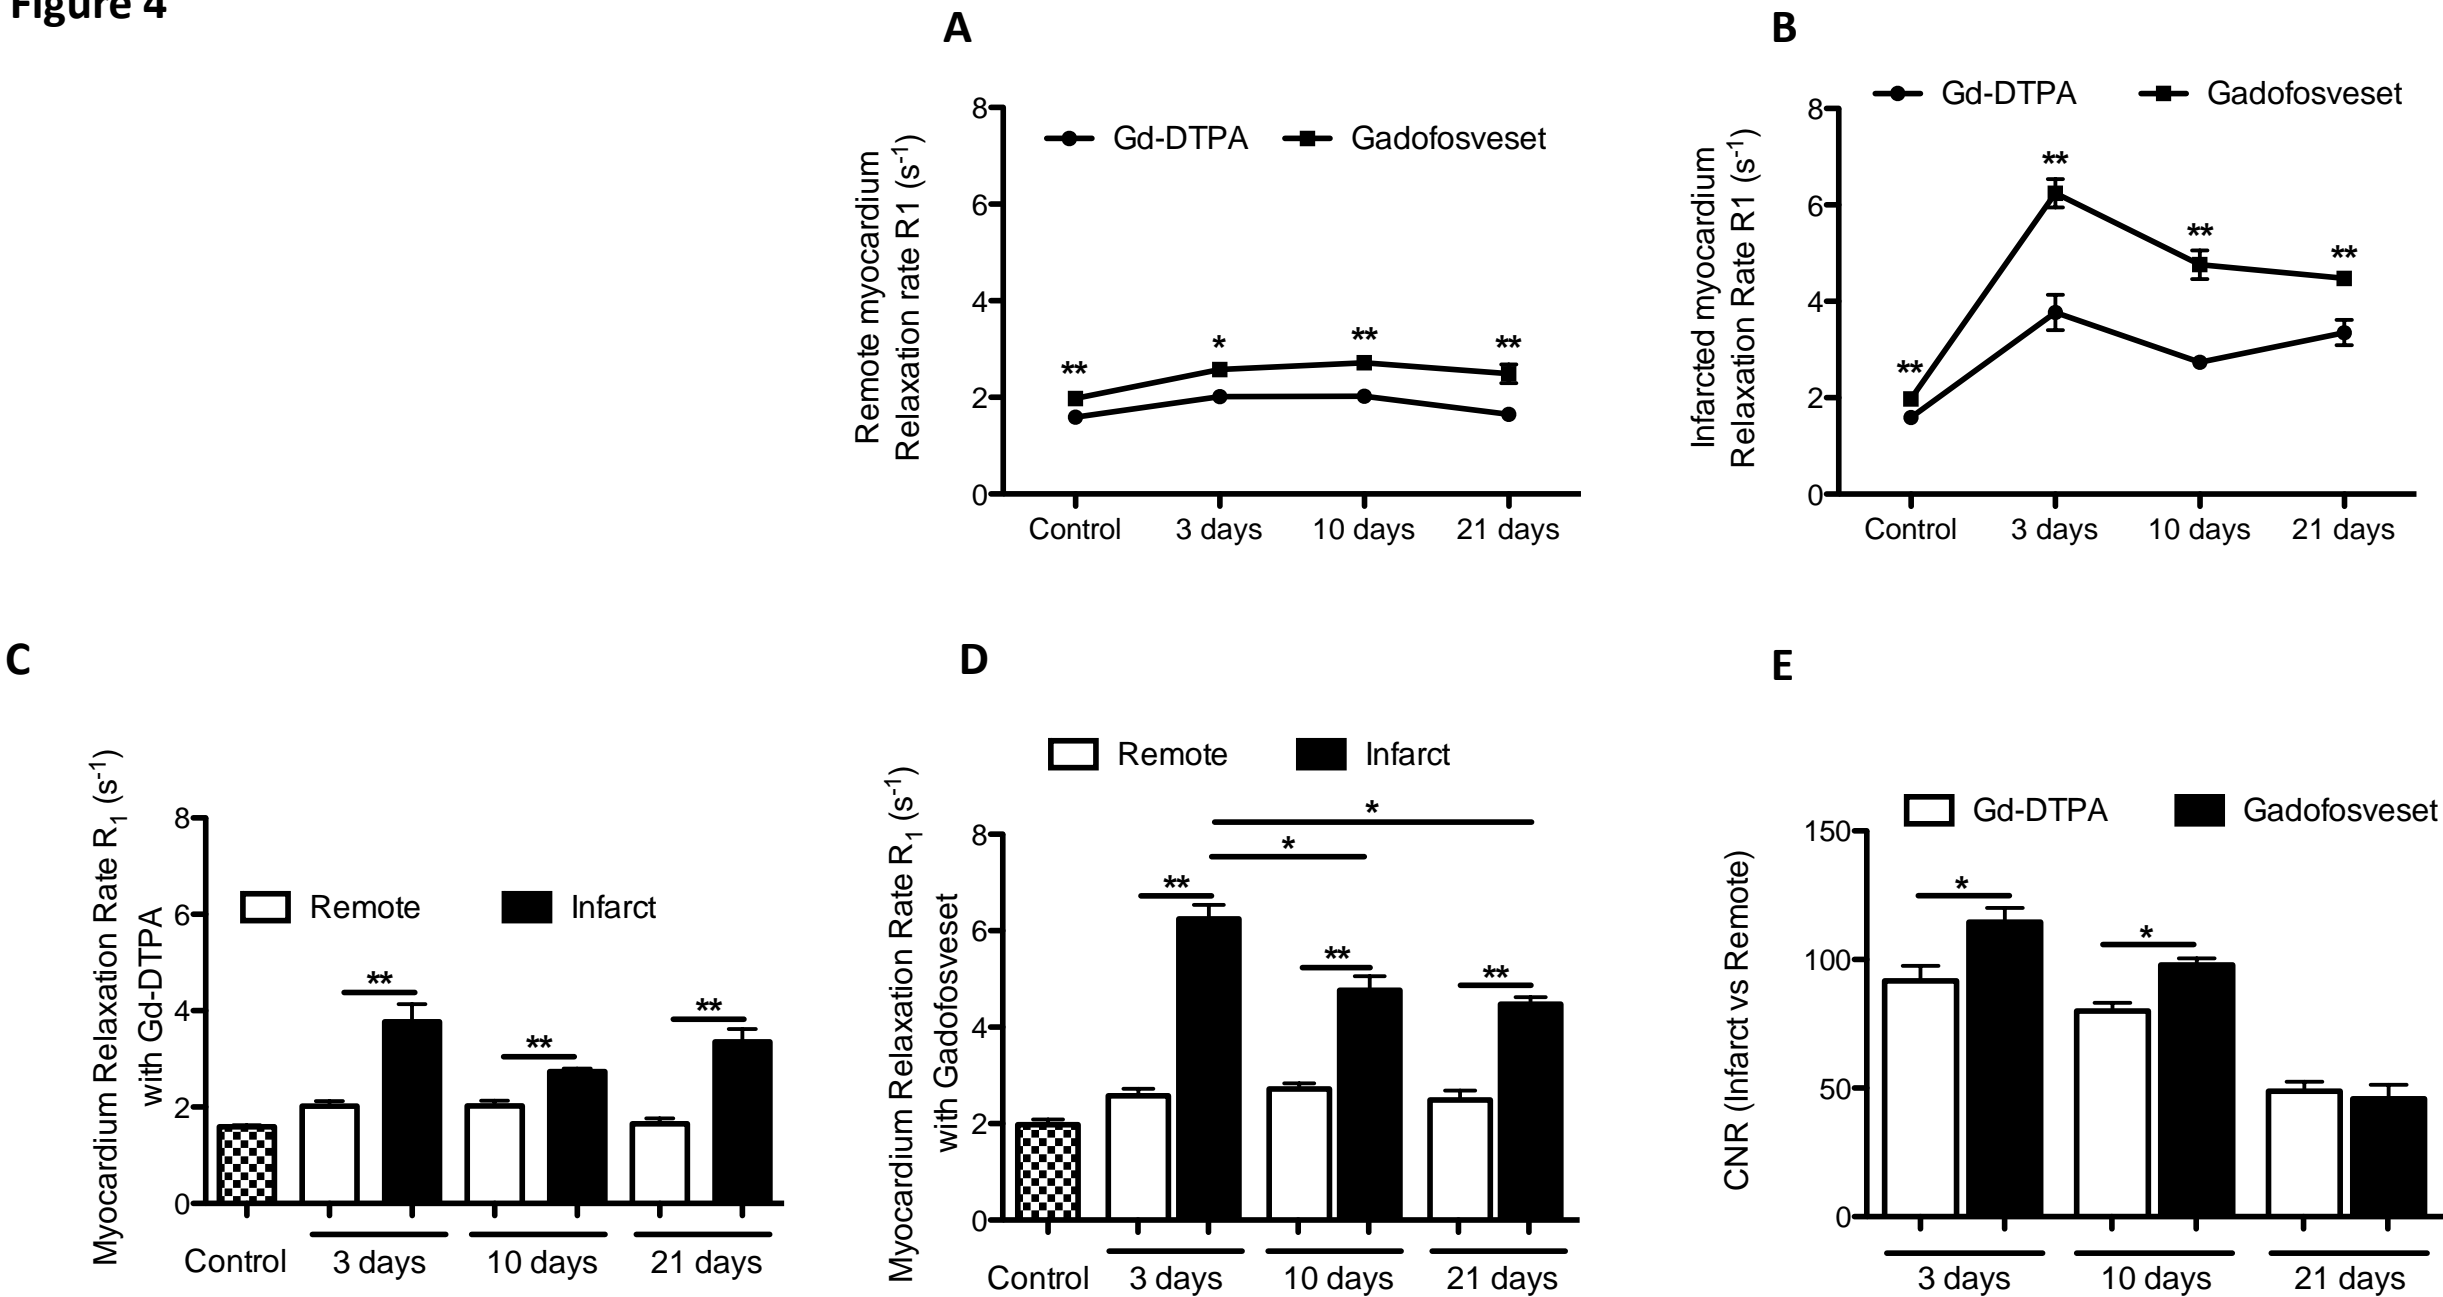 Figure 4
A
8
6
4
2
0
Remote myocardium
Relaxation rate R1 (s⁻¹)
Gd-DTPA
Gadofosveset
**
*
**
**
Control
3 days
10 days
21 days
B
Gd-DTPA
Gadofosveset
8
6
4
2
0
Infarcted myocardium
Relaxation Rate R1 (s⁻¹)
**
**
**
**
Control
3 days
10 days
21 days
C
Myocardium Relaxation Rate R₁ (s⁻¹)
with Gd-DTPA
8
6
4
2
0
Remote
Infarct
**
**
**
Control
3 days
10 days
21 days
D
Remote
Infarct
Myocardium Relaxation Rate R₁ (s⁻¹)
with Gadofosveset
8
6
4
2
0
*
*
**
**
**
Control
3 days
10 days
21 days
E
Gd-DTPA
Gadofosveset
CNR (Infarct vs Remote)
150
100
50
0
*
*
3 days
10 days
21 days